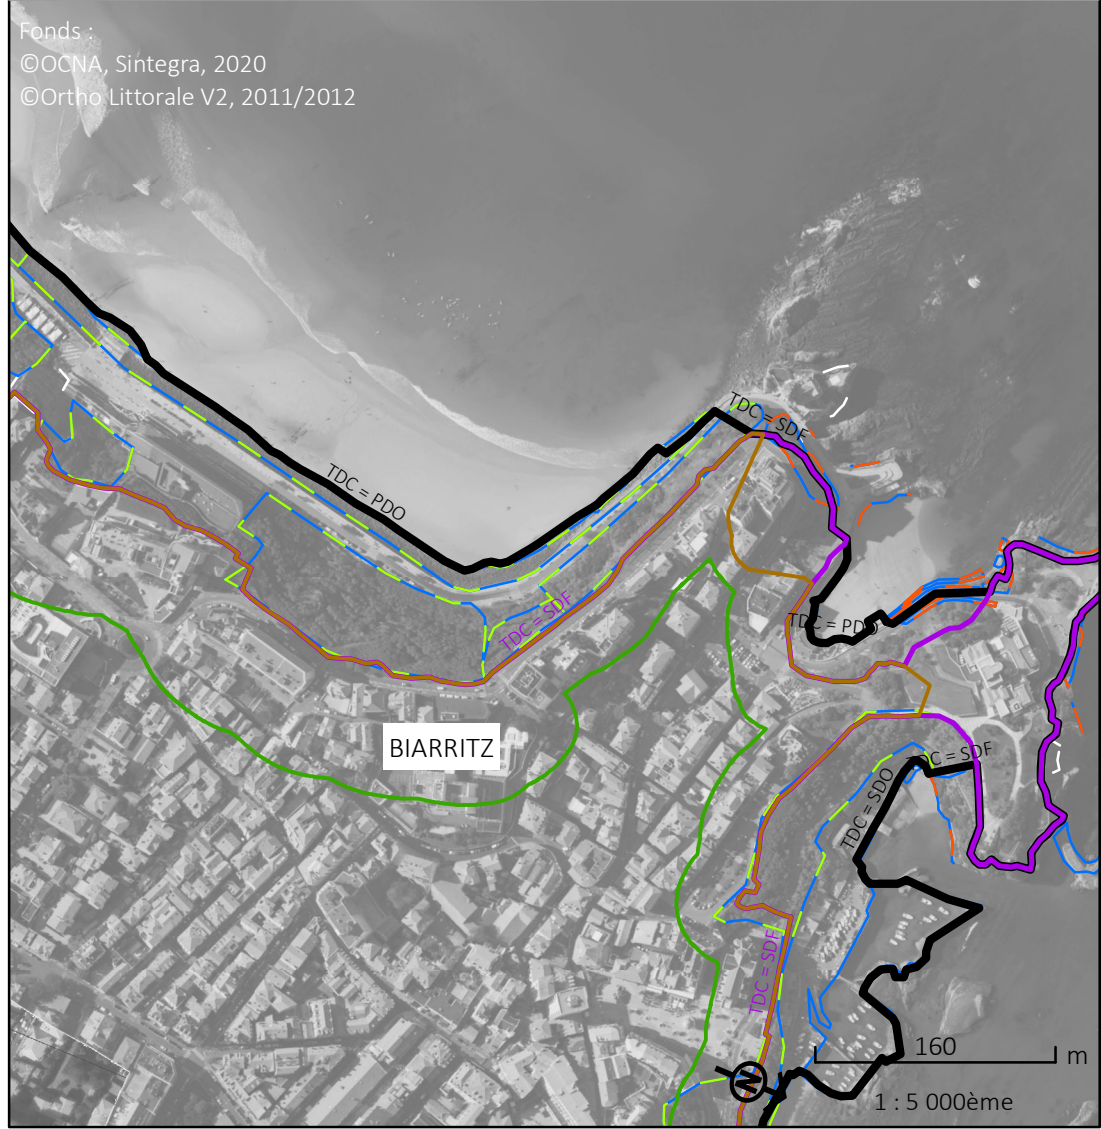 Fonds :
©OCNA, Sintegra, 2020
©Ortho Littorale V2, 2011/2012
TDC = SDF
TDC = PDO
TDC = SDF
TDC = PDO
BIARRITZ
TDC = SDF
TDC = SDO
TDC = SDF
160
m
N
1 : 5 000ème